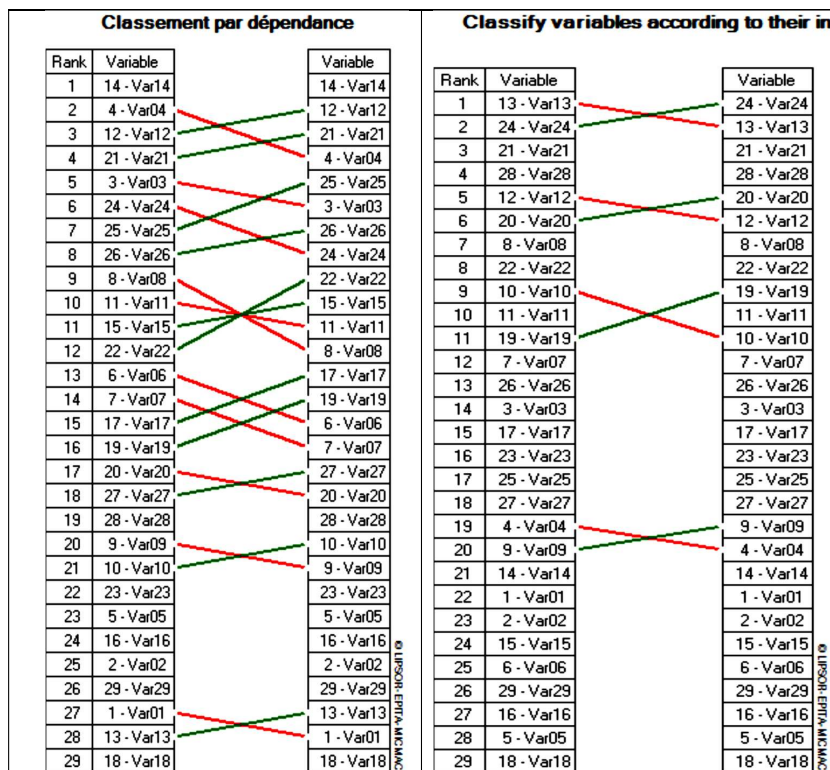 Classement par dépendance
Rank Variable Variable
1 14 - Var14 14 - Var14
2 4 - Var04 12 - Var12
3 12 - Var12 21 - Var21
4 21 - Var21 4 - Var04
5 3 - Var03 25 - Var25
6 24 - Var24 3 - Var03
7 25 - Var25 26 - Var26
8 26 - Var26 24 - Var24
9 8 - Var08 22 - Var22
10 11 - Var11 15 - Var15
11 15 - Var15 11 - Var11
12 22 - Var22 8 - Var08
13 6 - Var06 17 - Var17
14 7 - Var07 19 - Var19
15 17 - Var17 6 - Var06
16 19 - Var19 7 - Var07
17 20 - Var20 27 - Var27
18 27 - Var27 20 - Var20
19 28 - Var28 28 - Var28
20 9 - Var09 10 - Var10
21 10 - Var10 9 - Var09
22 23 - Var23 23 - Var23
23 5 - Var05 5 - Var05
24 16 - Var16 16 - Var16
25 2 - Var02 2 - Var02
26 29 - Var29 29 - Var29
27 1 - Var01 13 - Var13
28 13 - Var13 1 - Var01
29 18 - Var18 18 - Var18
© LIPSOR-EPITA-MICMAC
Classify variables according to their in
Rank Variable Variable
1 13 - Var13 24 - Var24
2 24 - Var24 13 - Var13
3 21 - Var21 21 - Var21
4 28 - Var28 28 - Var28
5 12 - Var12 20 - Var20
6 20 - Var20 12 - Var12
7 8 - Var08 8 - Var08
8 22 - Var22 22 - Var22
9 10 - Var10 19 - Var19
10 11 - Var11 11 - Var11
11 19 - Var19 10 - Var10
12 7 - Var07 7 - Var07
13 26 - Var26 26 - Var26
14 3 - Var03 3 - Var03
15 17 - Var17 17 - Var17
16 23 - Var23 23 - Var23
17 25 - Var25 25 - Var25
18 27 - Var27 27 - Var27
19 4 - Var04 9 - Var09
20 9 - Var09 4 - Var04
21 14 - Var14 14 - Var14
22 1 - Var01 1 - Var01
23 2 - Var02 2 - Var02
24 15 - Var15 15 - Var15
25 6 - Var06 6 - Var06
26 29 - Var29 29 - Var29
27 16 - Var16 16 - Var16
28 5 - Var05 5 - Var05
29 18 - Var18 18 - Var18
© LIPSOR-EPITA-MICMAC